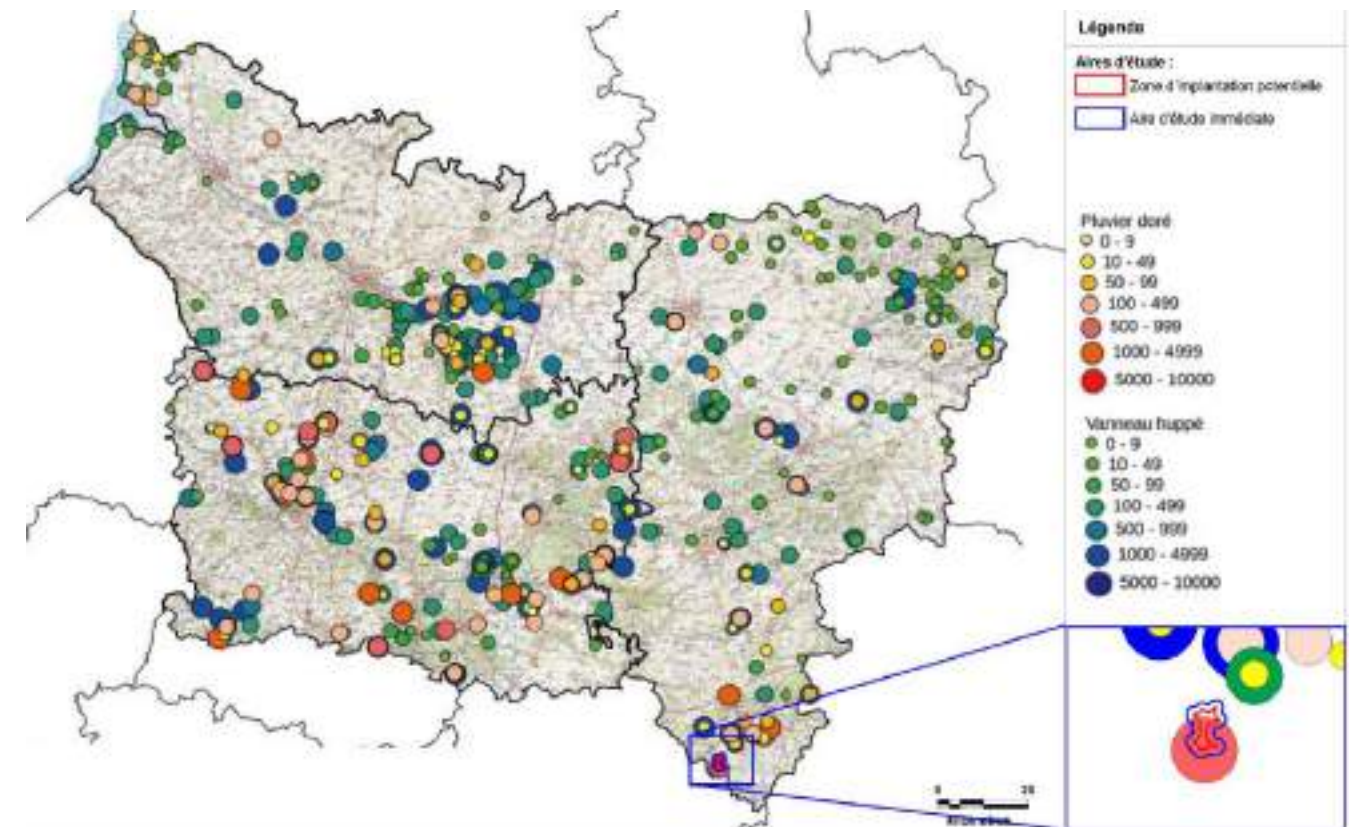 Légende
Aires d'étude :
Zone d'implantation potentielle
Aire d'étude immédiate
Pluvier doré
0 - 9
10 - 49
50 - 99
100 - 499
500 - 999
1000 - 4999
5000 - 10000
Vanneau huppé
0 - 9
10 - 49
50 - 99
100 - 499
500 - 999
1000 - 4999
5000 - 10000
0